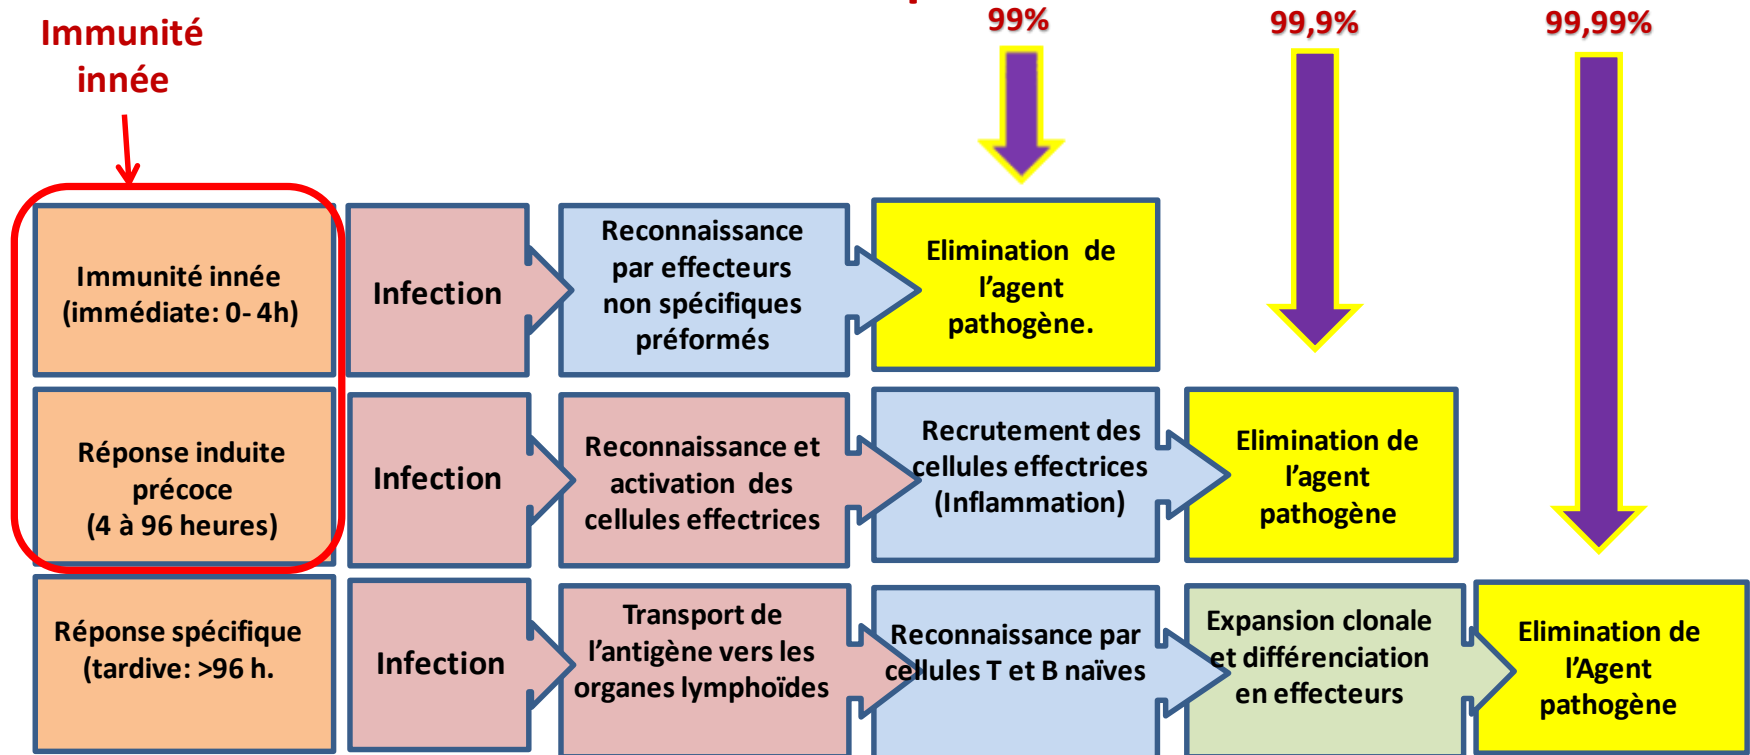 Immunité
innée
99%
99,9%
99,99%
Immunité innée
(immédiate: 0- 4h)
Infection
Reconnaissance
par effecteurs
non spécifiques
préformés
Elimination de
l’agent
pathogène.
Réponse induite
précoce
(4 à 96 heures)
Infection
Reconnaissance et
activation des
cellules effectrices
Recrutement des
cellules effectrices
(Inflammation)
Elimination de
l’agent
pathogène
Réponse spécifique
(tardive: >96 h.
Infection
Transport de
l’antigène vers les
organes lymphoïdes
Reconnaissance par
cellules T et B naïves
Expansion clonale
et différenciation
en effecteurs
Elimination de
l’Agent
pathogène